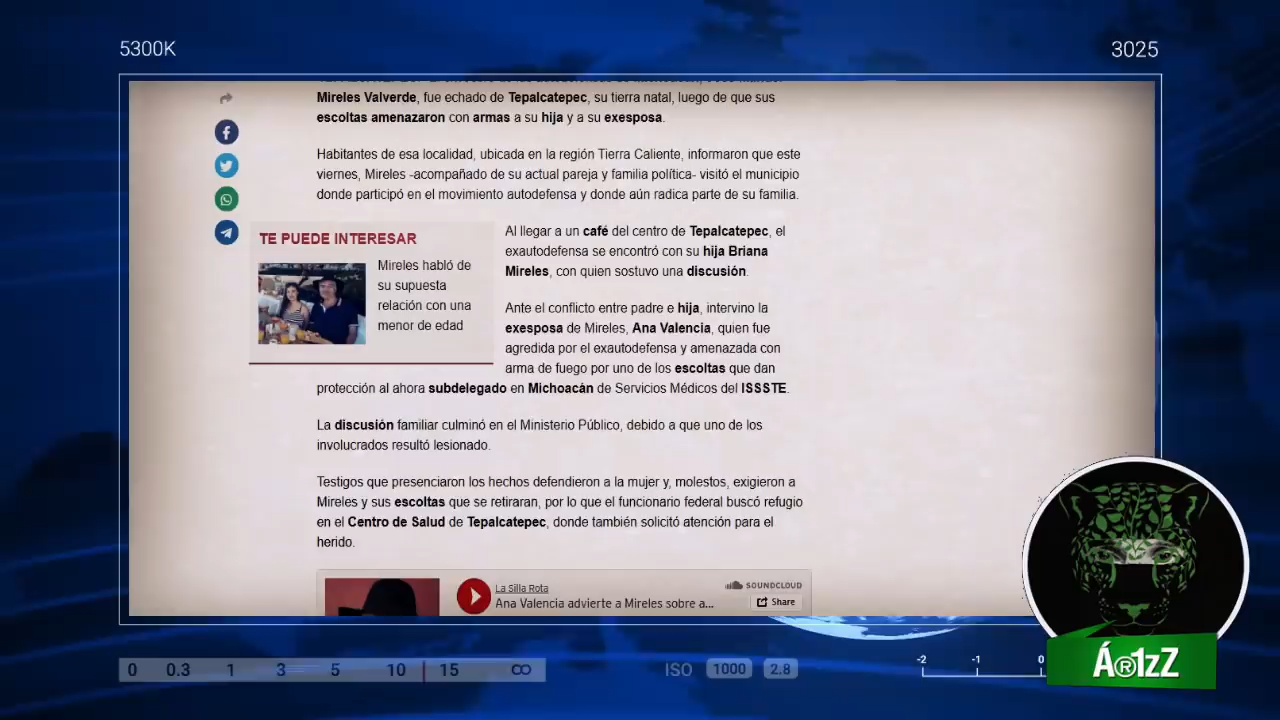 5300K
3025
Mireles Valverde, fue echado de Tepalcatepec, su tierra natal, luego de que sus
escoltas amenazaron con armas a su hija y a su exesposa.
Habitantes de esa localidad, ubicada en la región Tierra Caliente, informaron que este
viernes, Mireles -acompañado de su actual pareja y familia política- visitó el municipio
donde participó en el movimiento autodefensa y donde aún radica parte de su familia.
TE PUEDE INTERESAR
Mireles habló de
su supuesta
relación con una
menor de edad
Al llegar a un café del centro de Tepalcatepec, el
exautodefensa se encontró con su hija Briana
Mireles, con quien sostuvo una discusión.
Ante el conflicto entre padre e hija, intervino la
exesposa de Mireles, Ana Valencia, quien fue
agredida por el exautodefensa y amenazada con
arma de fuego por uno de los escoltas que dan
protección al ahora subdelegado en Michoacán de Servicios Médicos del ISSSTE.
La discusión familiar culminó en el Ministerio Público, debido a que uno de los
involucrados resultó lesionado.
Testigos que presenciaron los hechos defendieron a la mujer y, molestos, exigieron a
Mireles y sus escoltas que se retiraran, por lo que el funcionario federal buscó refugio
en el Centro de Salud de Tepalcatepec, donde también solicitó atención para el
herido.
La Silla Rota
SOUNDCLOUD
Ana Valencia advierte a Mireles sobre a...
Share
0 0.3 1 3 5 10 15 ∞
ISO 1000 2.8
-2 -1 0
Á®1zZ